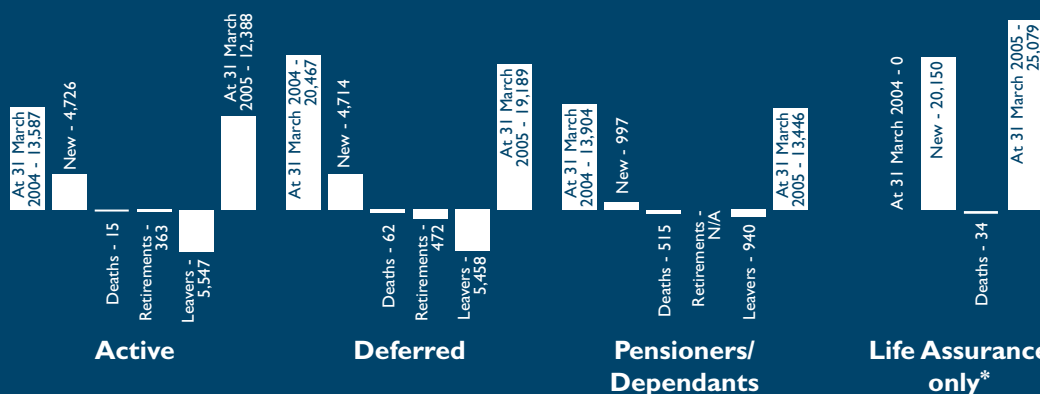 At 31 March
2004 - 13,587
New - 4,726
Deaths - 15
Retirements -
363
Leavers -
5,547
At 31 March
2005 - 12,388
Active
At 31 March 2004 -
20,467
New - 4,714
Deaths - 62
Retirements -
472
Leavers -
5,458
At 31 March
2005 - 19,189
Deferred
At 31 March
2004 - 13,904
New - 997
Deaths - 515
Retirements -
N/A
Leavers - 940
At 31 March
2005 - 13,446
Pensioners/
Dependants
At 31 March 2004 - 0
New - 20,150
Deaths - 34
At 31 March 2005 -
25,079
Life Assurance
only*